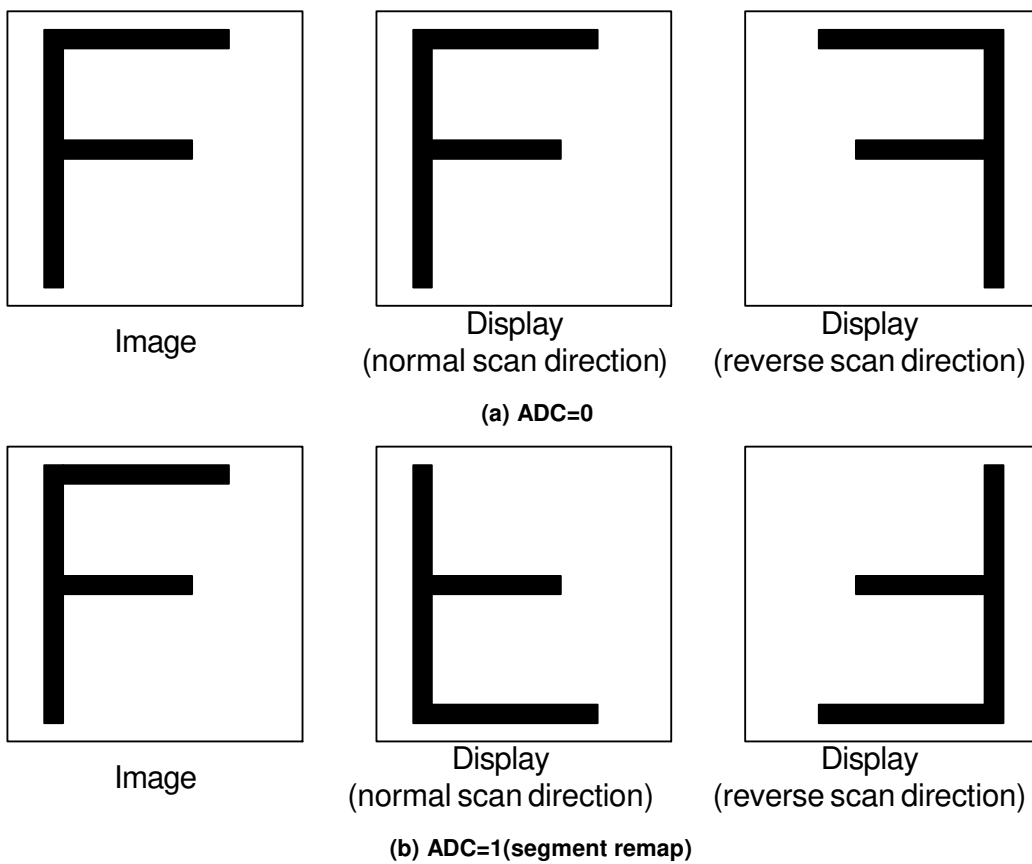 Image
Display
(normal scan direction)
Display
(reverse scan direction)
(a) ADC=0
Image
Display
(normal scan direction)
Display
(reverse scan direction)
(b) ADC=1(segment remap)